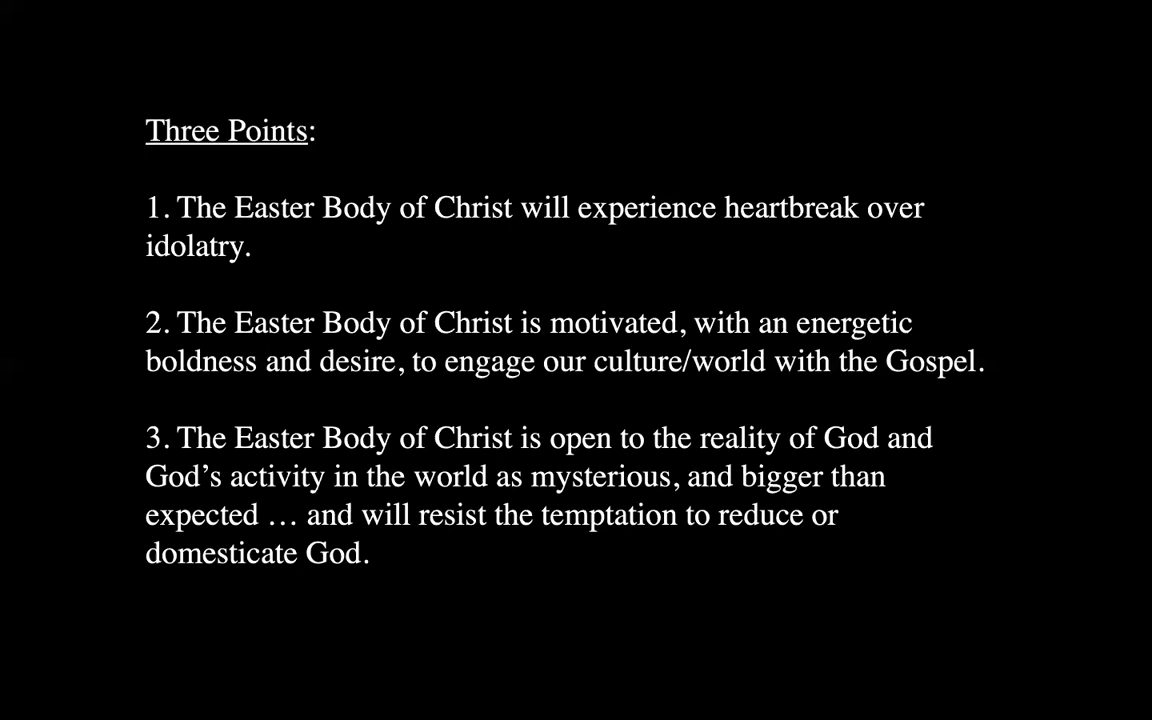 Three Points:
1. The Easter Body of Christ will experience heartbreak over
idolatry.
2. The Easter Body of Christ is motivated, with an energetic
boldness and desire, to engage our culture/world with the Gospel.
3. The Easter Body of Christ is open to the reality of God and
God’s activity in the world as mysterious, and bigger than
expected … and will resist the temptation to reduce or
domesticate God.